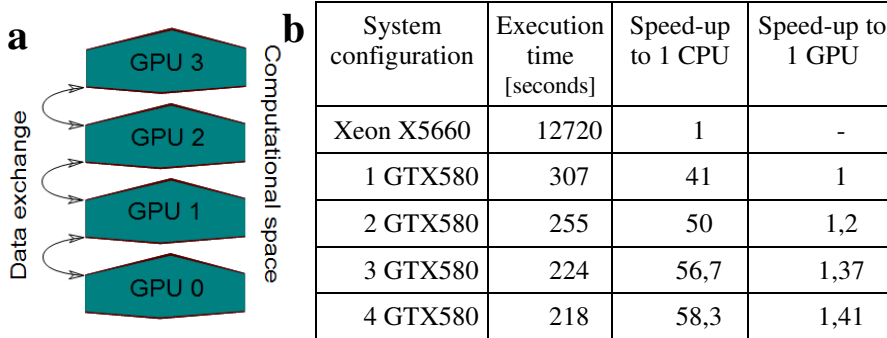 a
GPU 3
GPU 2
GPU 1
GPU 0
Data exchange
Computational space
b
System configuration Execution time [seconds] Speed-up to 1 CPU Speed-up to 1 GPU
Xeon X5660 12720 1 -
1 GTX580 307 41 1
2 GTX580 255 50 1,2
3 GTX580 224 56,7 1,37
4 GTX580 218 58,3 1,41